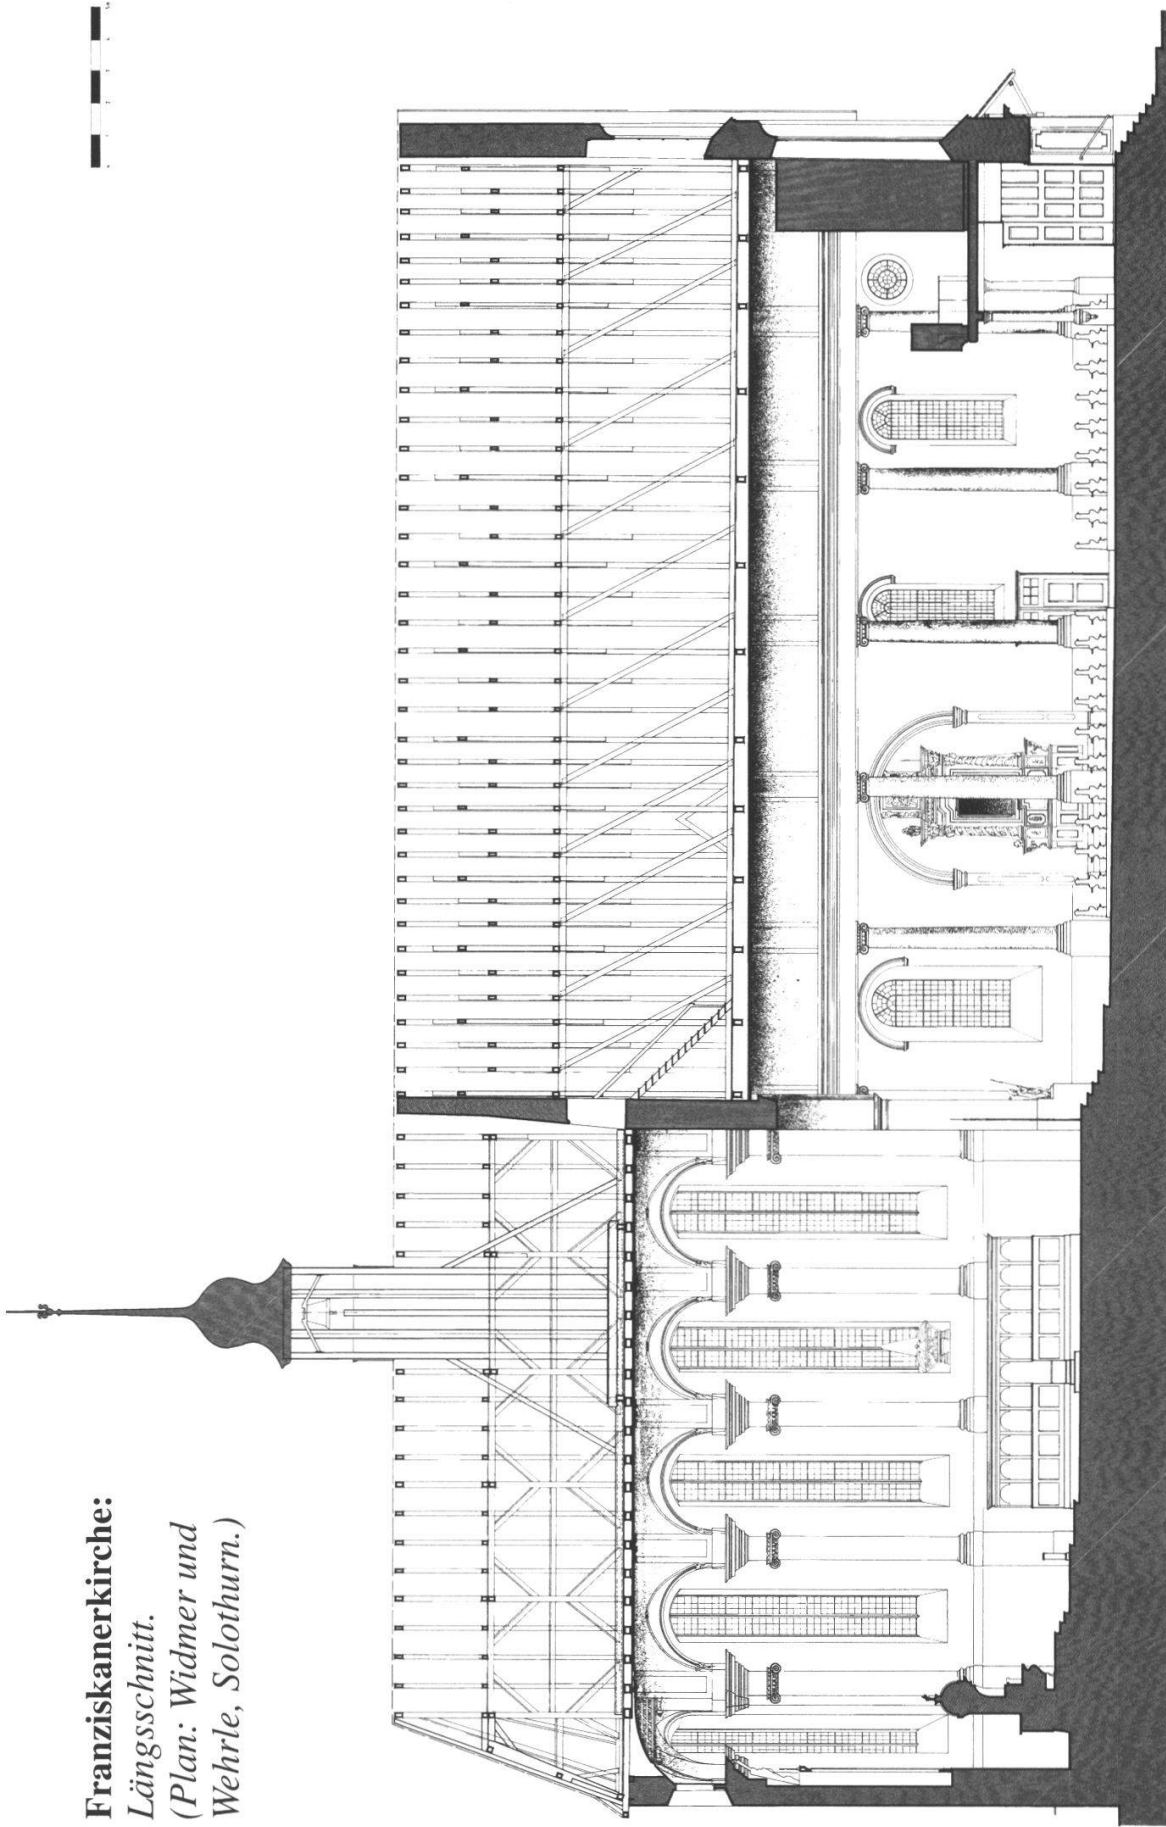 Franziskanerkirche:
Längsschnitt.
(Plan: Widmer und
Wehrle, Solothurn.)